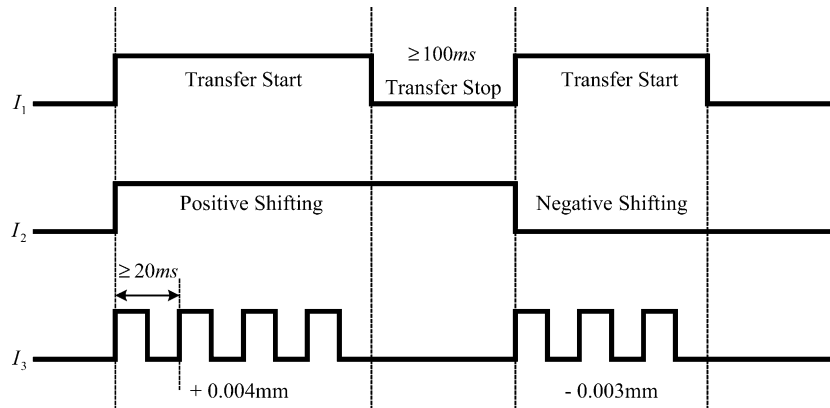 ≥100ms
Transfer Start
Transfer Stop
Transfer Start
I₁
Positive Shifting
Negative Shifting
I₂
≥20ms
I₃
+ 0.004mm
- 0.003mm